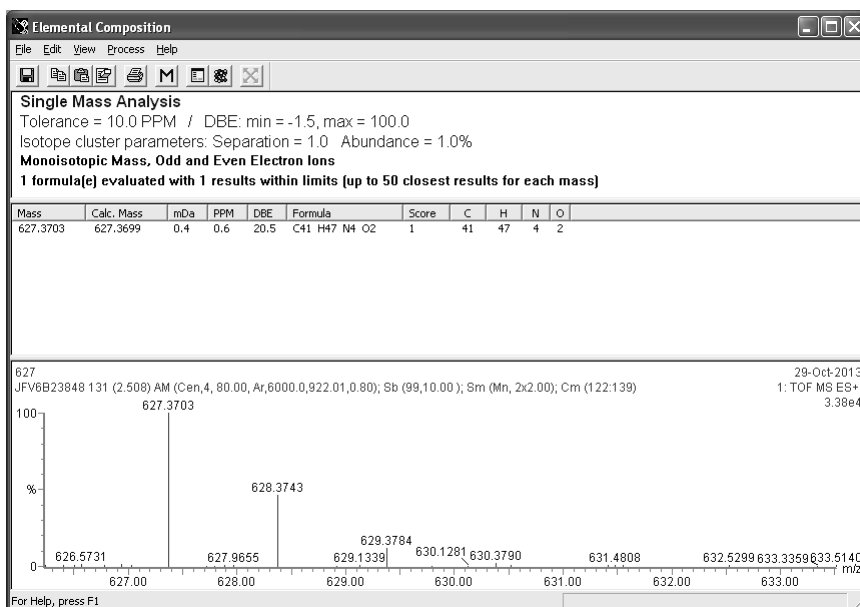 Elemental Composition
File Edit View Process Help
M
Single Mass Analysis
Tolerance = 10.0 PPM / DBE: min = -1.5, max = 100.0
Isotope cluster parameters: Separation = 1.0 Abundance = 1.0%
Monoisotopic Mass, Odd and Even Electron Ions
1 formula(e) evaluated with 1 results within limits (up to 50 closest results for each mass)
Mass Calc. Mass mDa PPM DBE Formula Score C H N O
627.3703 627.3699 0.4 0.6 20.5 C41 H47 N4 O2 1 41 47 4 2
627 29-Oct-2013
JFV6B23848 131 (2.508) AM (Cen,4, 80.00, Ar,6000.0,922.01,0.80); Sb (99,10.00 ); Sm (Mn, 2x2.00); Cm (122:139) 1: TOF MS ES+
3.38e4
100 627.3703
% 628.3743
629.3784
626.5731 627.9655 629.1339 630.1281 630.3790 631.4808 632.5299 633.3359 633.5140
0 m/z
627.00 628.00 629.00 630.00 631.00 632.00 633.00
For Help, press F1